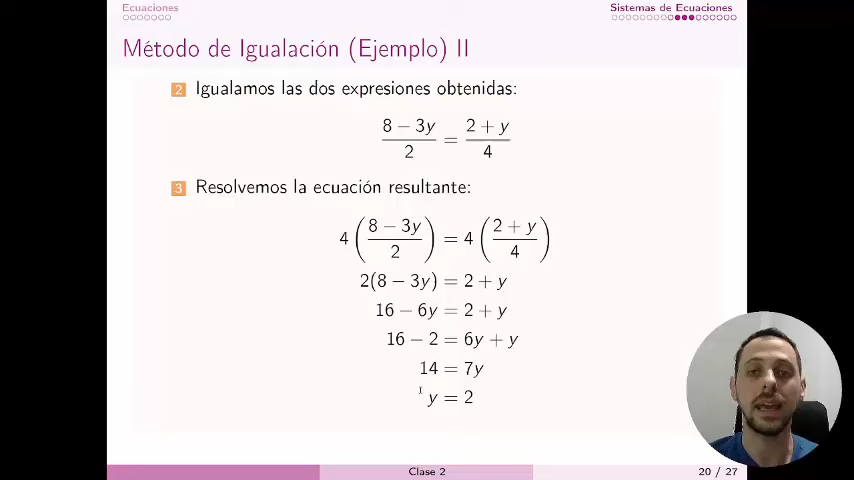 Ecuaciones
Sistemas de Ecuaciones
Método de Igualación (Ejemplo) II
2 Igualamos las dos expresiones obtenidas:
(8 − 3y)/2 = (2 + y)/4
3 Resolvemos la ecuación resultante:
4((8 − 3y)/2) = 4((2 + y)/4)
2(8 − 3y) = 2 + y
16 − 6y = 2 + y
16 − 2 = 6y + y
14 = 7y
y = 2
Clase 2
20 / 27